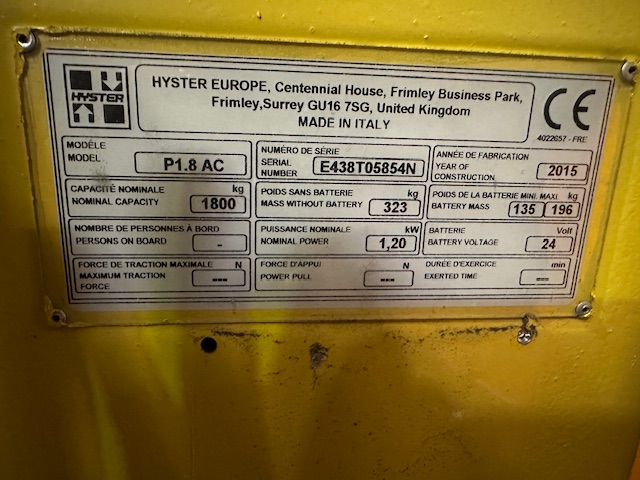 HYSTER
HYSTER EUROPE, Centennial House, Frimley Business Park,
Frimley,Surrey GU16 7SG, United Kingdom
MADE IN ITALY
CE
4022657 - FRE
MODÈLE
MODEL
P1.8 AC
NUMÉRO DE SÉRIE
SERIAL NUMBER
E438T05854N
ANNÉE DE FABRICATION
YEAR OF CONSTRUCTION
2015
CAPACITÉ NOMINALE kg
NOMINAL CAPACITY 1800
POIDS SANS BATTERIE kg
MASS WITHOUT BATTERY 323
POIDS DE LA BATTERIE MINI. MAXI. kg
BATTERY MASS 135 196
NOMBRE DE PERSONNES À BORD
PERSONS ON BOARD -
PUISSANCE NOMINALE kW
NOMINAL POWER 1,20
BATTERIE Volt
BATTERY VOLTAGE 24
FORCE DE TRACTION MAXIMALE N
MAXIMUM TRACTION FORCE ---
FORCE D'APPUI N
POWER PULL ---
DURÉE D'EXERCICE min
EXERTED TIME ---